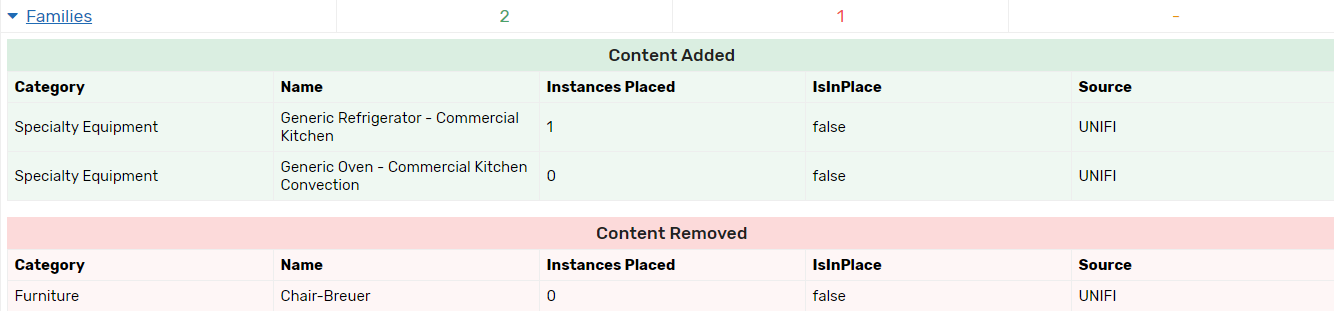 Families 2 1 -
Content Added
Category Name Instances Placed IsInPlace Source
Specialty Equipment Generic Refrigerator - Commercial Kitchen 1 false UNIFI
Specialty Equipment Generic Oven - Commercial Kitchen Convection 0 false UNIFI
Content Removed
Category Name Instances Placed IsInPlace Source
Furniture Chair-Breuer 0 false UNIFI